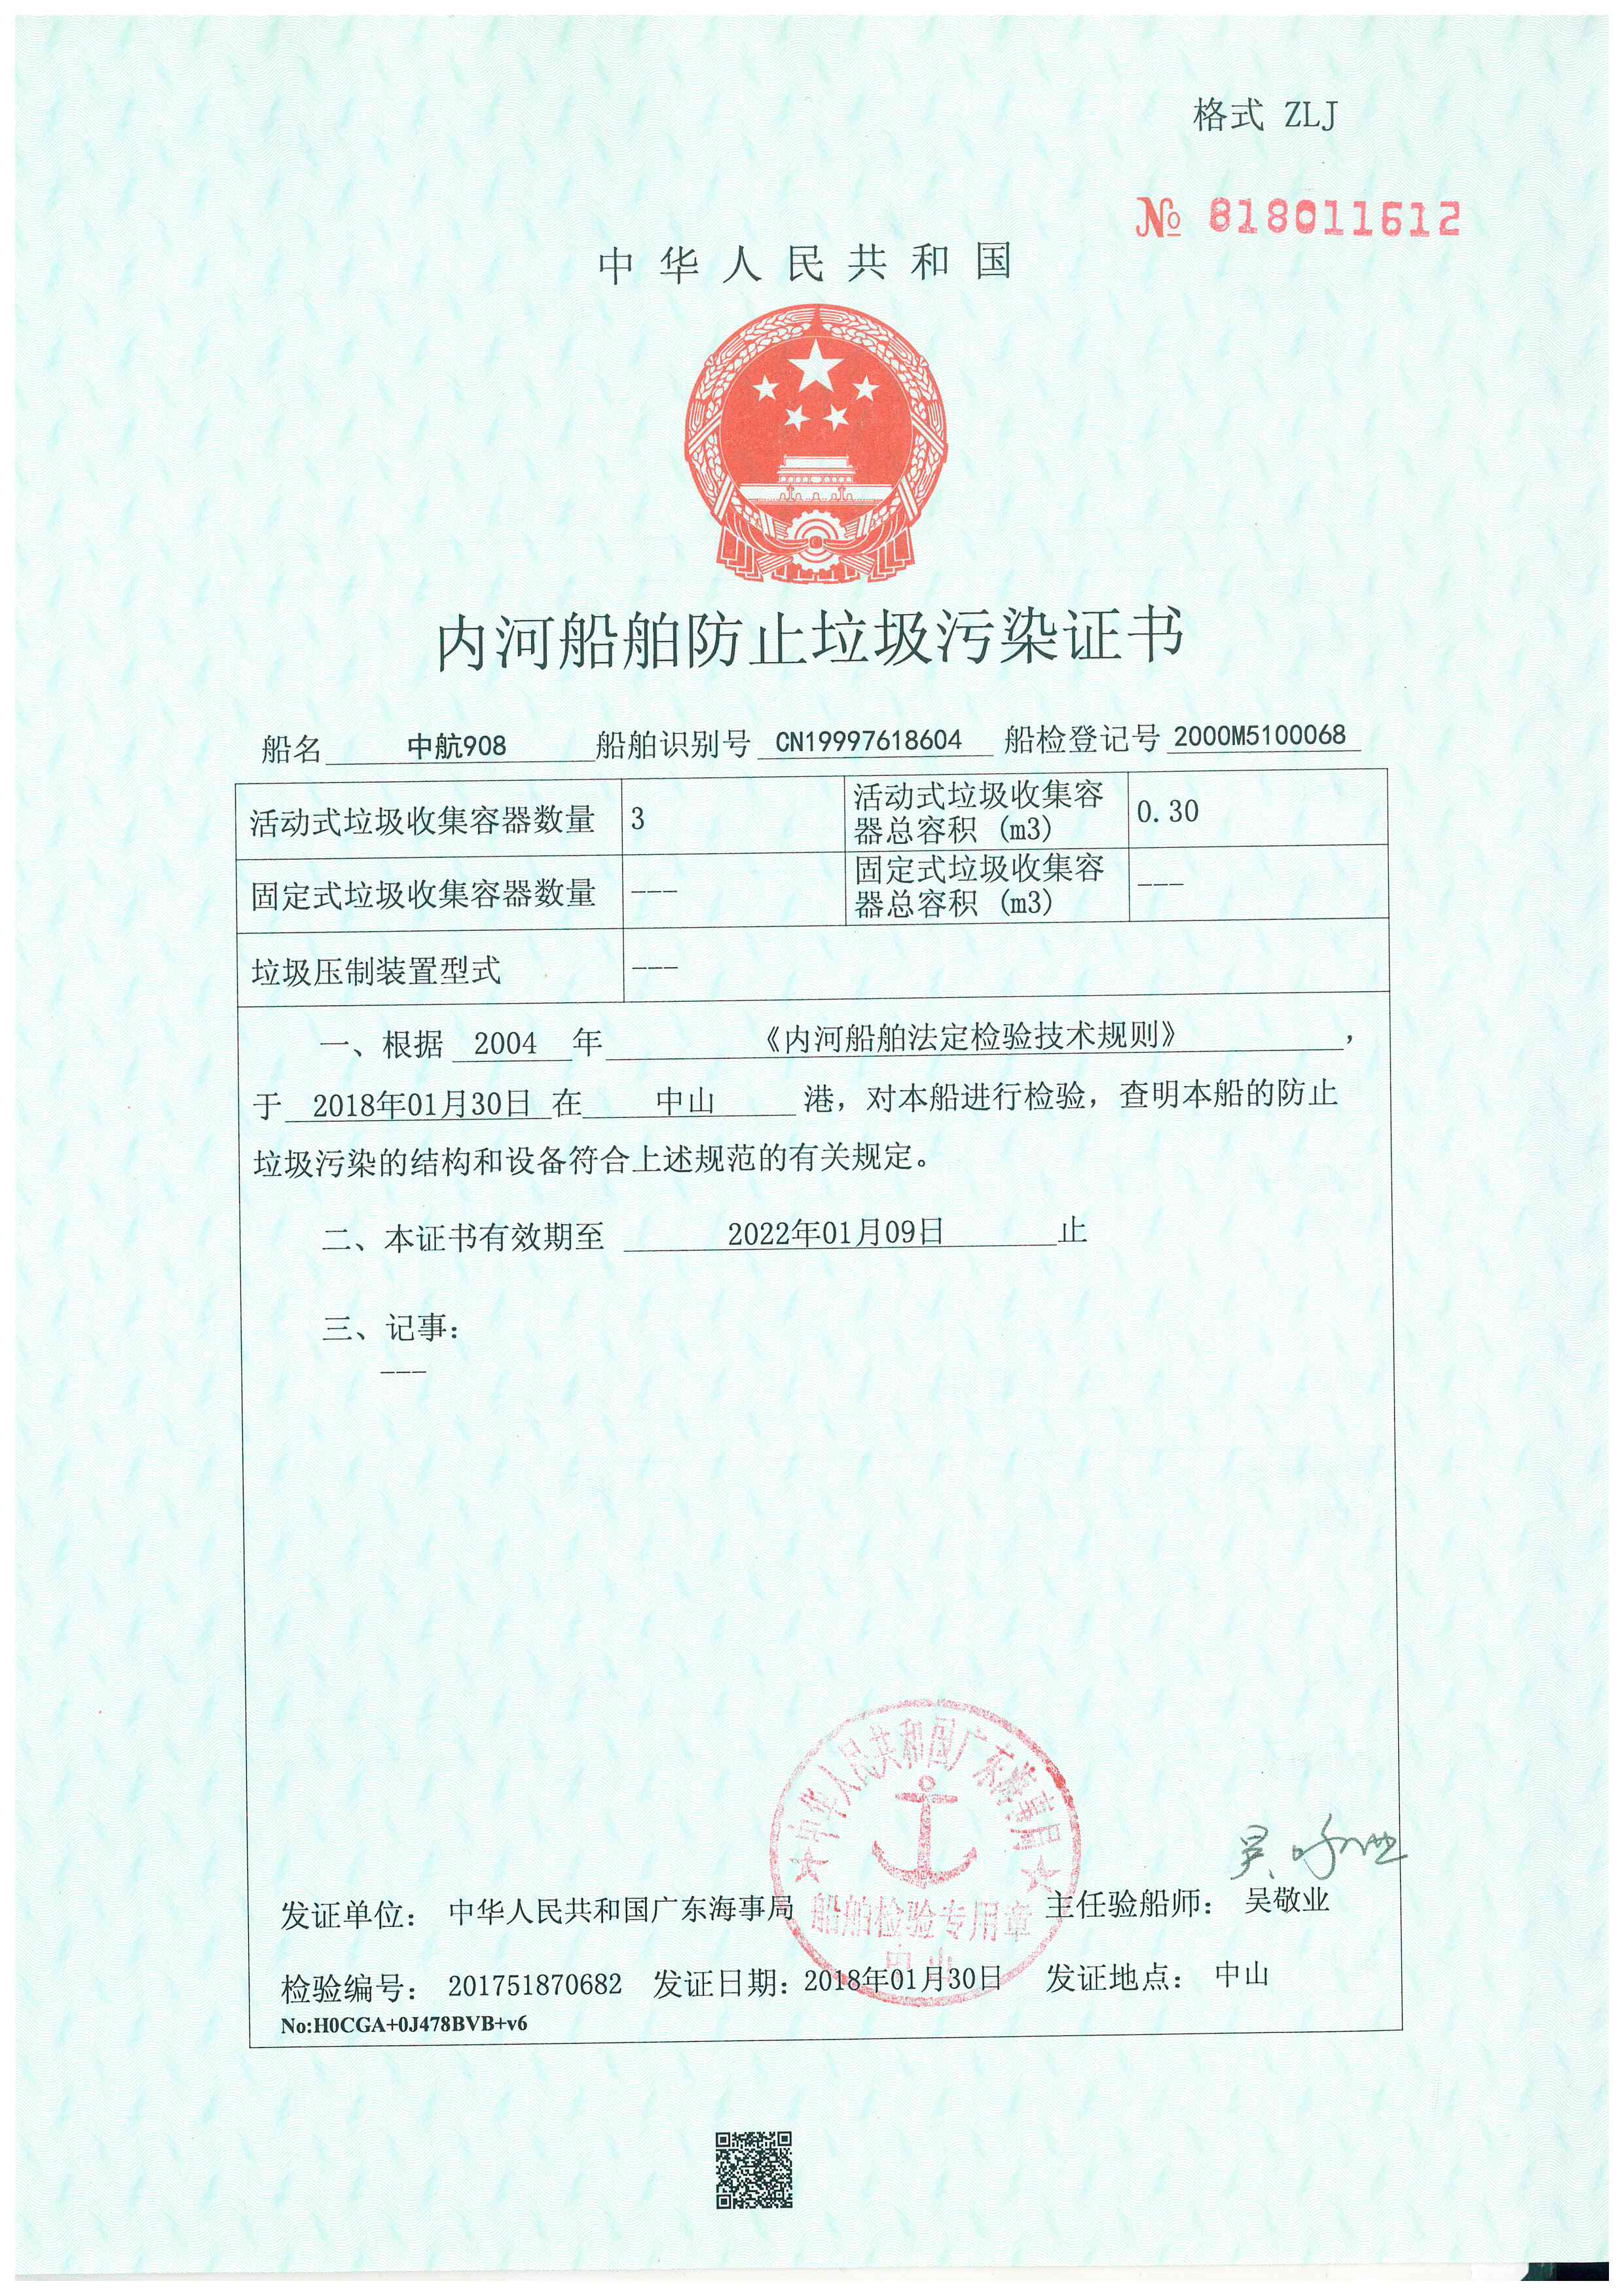 格式 ZLJ
№ 818011612
中华人民共和国
内河船舶防止垃圾污染证书
船名 中航908 船舶识别号 CN19997618604 船检登记号 2000M5100068
活动式垃圾收集容器数量 3 活动式垃圾收集容
器总容积 (m3) 0.30
固定式垃圾收集容器数量 --- 固定式垃圾收集容
器总容积 (m3) ---
垃圾压制装置型式 ---
一、根据 2004 年 《内河船舶法定检验技术规则》 ，
于 2018年01月30日 在 中山 港，对本船进行检验，查明本船的防止
垃圾污染的结构和设备符合上述规范的有关规定。
二、本证书有效期至 2022年01月09日 止
三、记事：
---
中华人民共和国广东海事局
船舶检验专用章
中山
发证单位： 中华人民共和国广东海事局 主任验船师： 吴敬业
检验编号： 201751870682 发证日期：2018年01月30日 发证地点： 中山
No:H0CGA+0J478BVB+v6